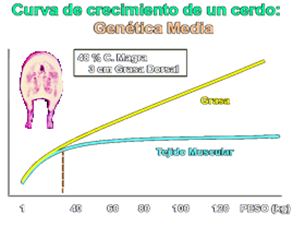 Curva de crecimiento de un cerdo:
Genética Media
48 % C. Magra
3 cm Grasa Dorsal
Grasa
Tejido Muscular
1 40 60 80 100 120 PESO (kg)